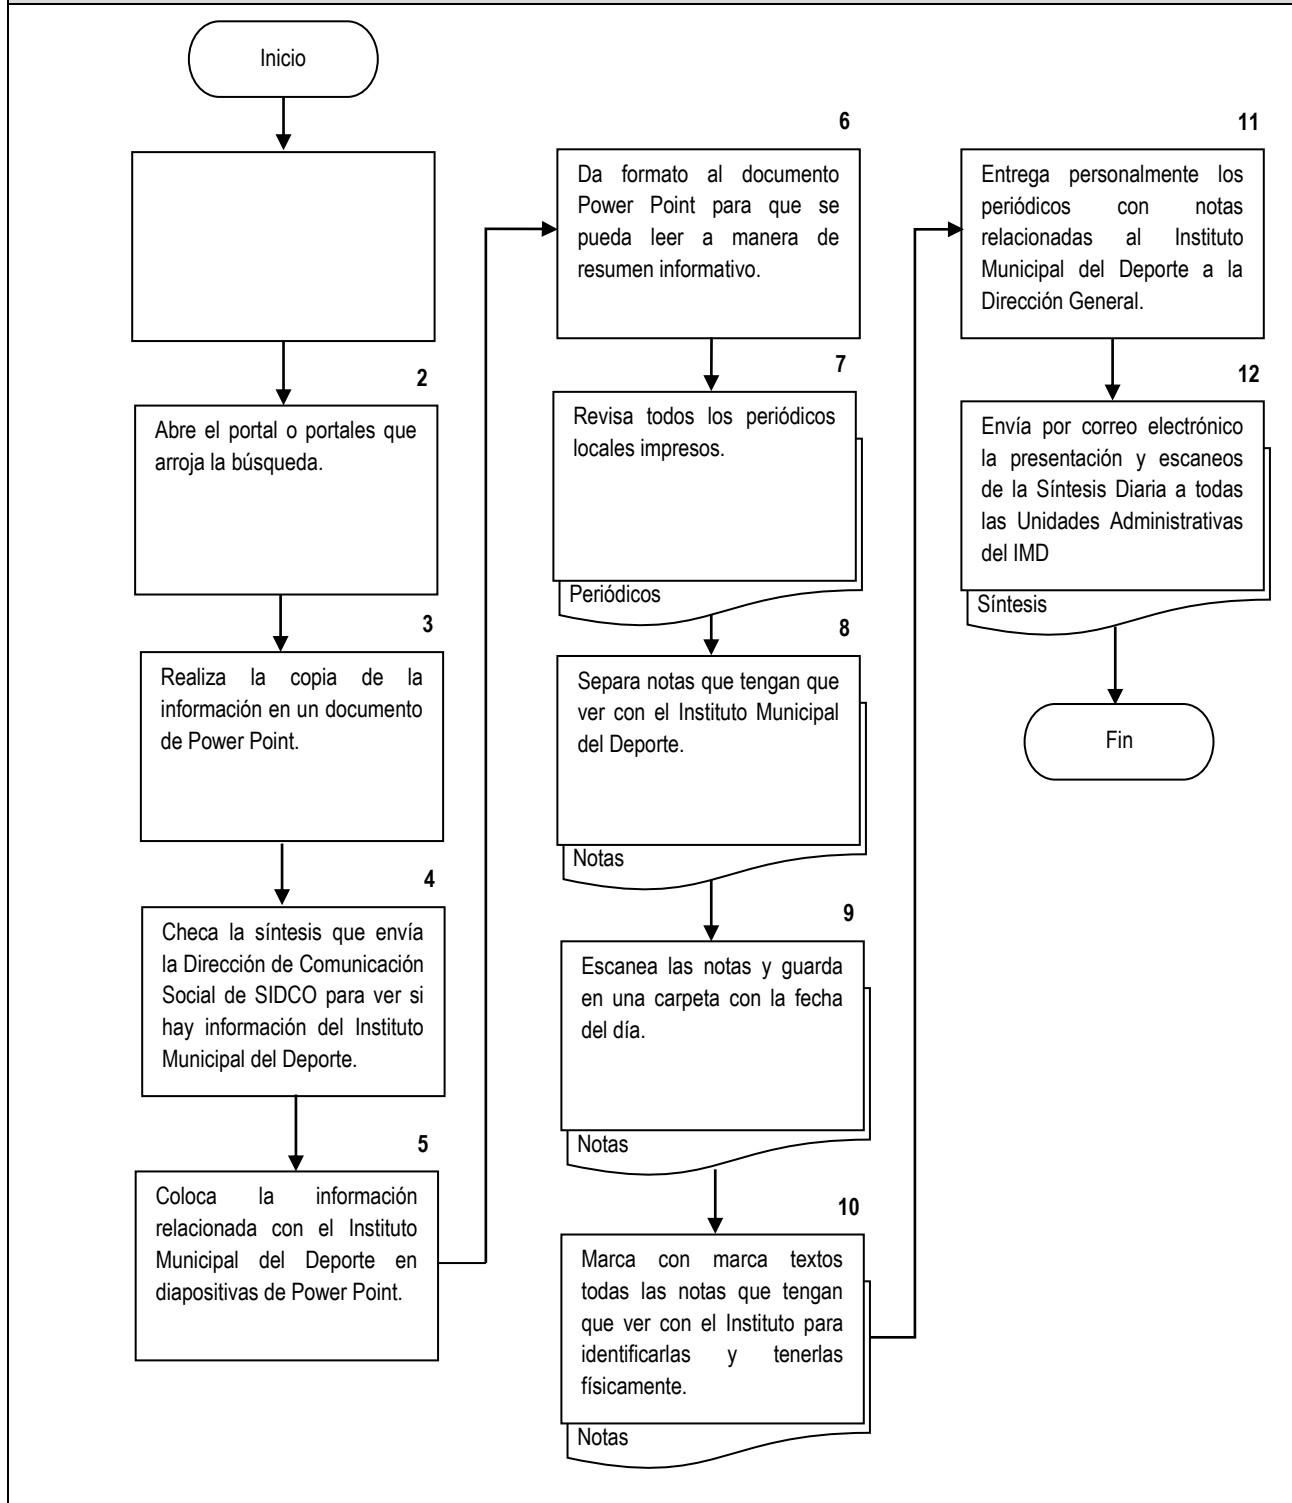 Inicio
2
Abre el portal o portales que
arroja la búsqueda.
3
Realiza la copia de la
información en un documento
de Power Point.
4
Checa la síntesis que envía
la Dirección de Comunicación
Social de SIDCO para ver si
hay información del Instituto
Municipal del Deporte.
5
Coloca la información
relacionada con el Instituto
Municipal del Deporte en
diapositivas de Power Point.
6
Da formato al documento
Power Point para que se
pueda leer a manera de
resumen informativo.
7
Revisa todos los periódicos
locales impresos.
Periódicos
8
Separa notas que tengan que
ver con el Instituto Municipal
del Deporte.
Notas
9
Escanea las notas y guarda
en una carpeta con la fecha
del día.
Notas
10
Marca con marca textos
todas las notas que tengan
que ver con el Instituto para
identificarlas y tenerlas
físicamente.
Notas
11
Entrega personalmente los
periódicos con notas
relacionadas al Instituto
Municipal del Deporte a la
Dirección General.
12
Envía por correo electrónico
la presentación y escaneos
de la Síntesis Diaria a todas
las Unidades Administrativas
del IMD
Síntesis
Fin